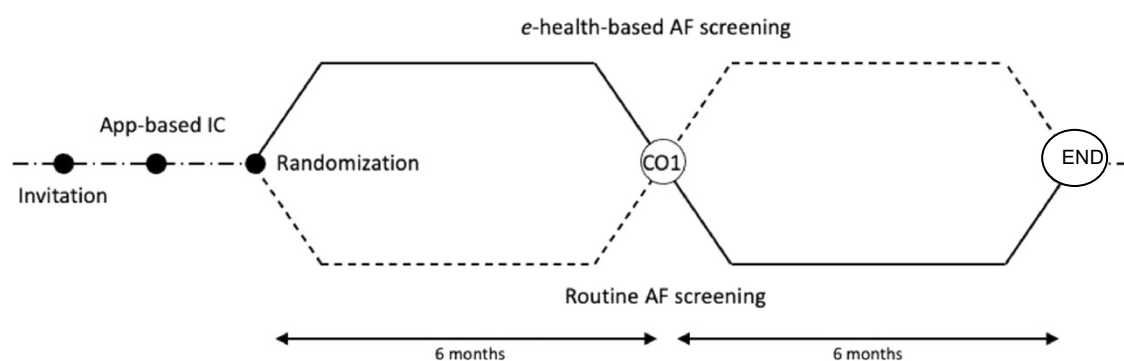 e-health-based AF screening
App-based IC
Invitation
Randomization
CO1
END
Routine AF screening
6 months
6 months